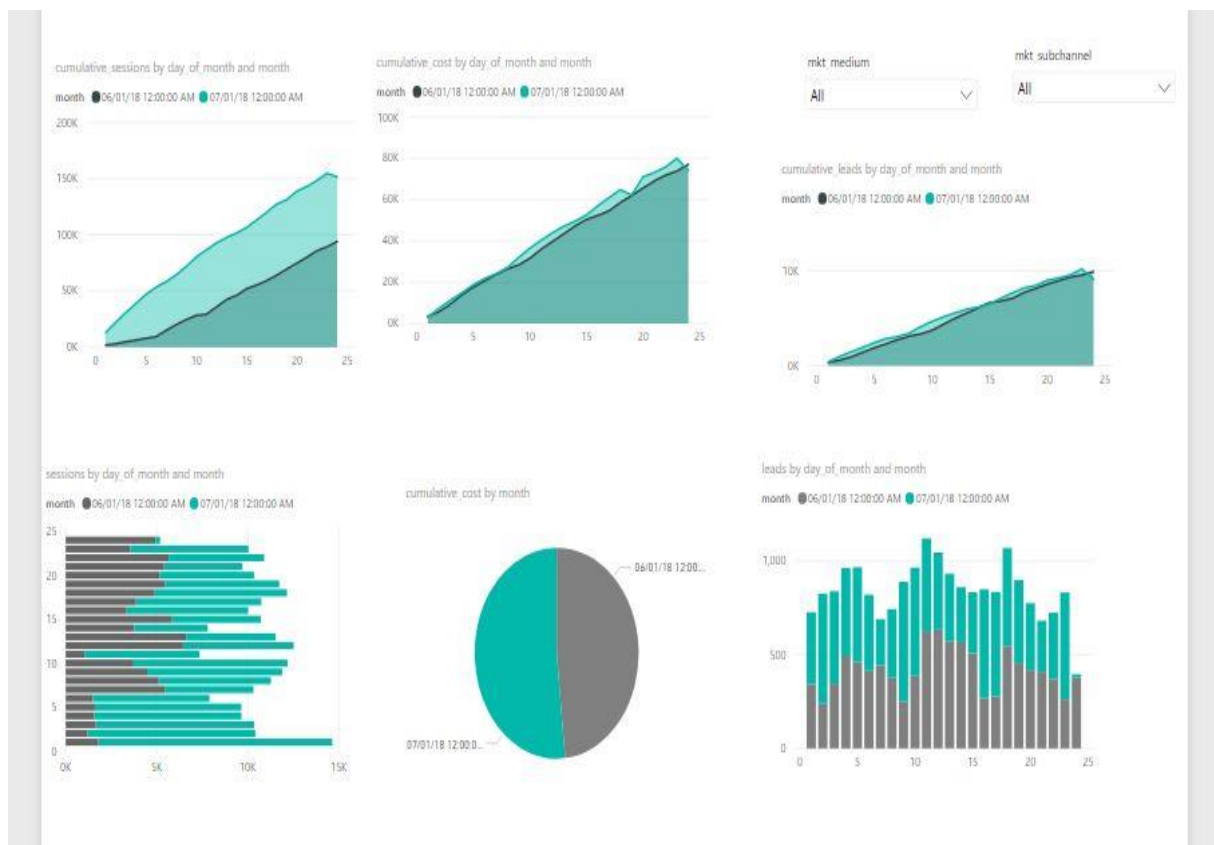 cumulative_sessions by day_of_month and month
month 06/01/18 12:00:00 AM 07/01/18 12:00:00 AM
200K
150K
100K
50K
0K
0 5 10 15 20 25
cumulative_cost by day_of_month and month
month 06/01/18 12:00:00 AM 07/01/18 12:00:00 AM
100K
80K
60K
40K
20K
0K
0 5 10 15 20 25
mkt_medium
All
mkt_subchannel
All
cumulative_leads by day_of_month and month
month 06/01/18 12:00:00 AM 07/01/18 12:00:00 AM
10K
0K
0 5 10 15 20 25
sessions by day_of_month and month
month 06/01/18 12:00:00 AM 07/01/18 12:00:00 AM
25
20
15
10
5
0
0K 5K 10K 15K
cumulative_cost by month
06/01/18 12:00...
07/01/18 12:00:0...
leads by day_of_month and month
month 06/01/18 12:00:00 AM 07/01/18 12:00:00 AM
1,000
500
0
0 5 10 15 20 25